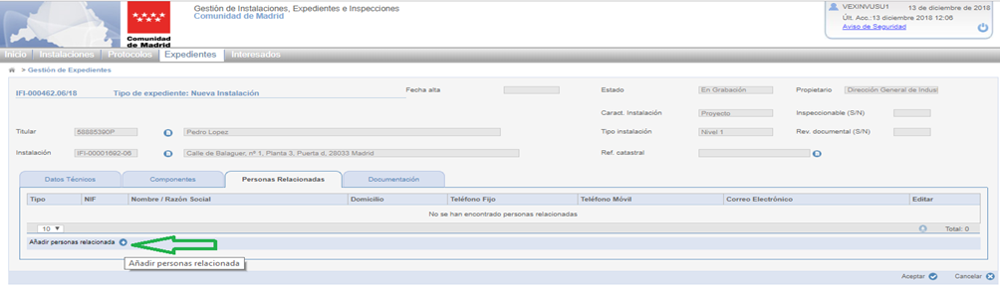 Gestión de Instalaciones, Expedientes e Inspecciones
Comunidad de Madrid
Comunidad
de Madrid
VEXINVUSU1 13 de diciembre de 2018
Últ. Acc.:13 diciembre 2018 12:06
Aviso de Seguridad
Inicio Instalaciones Protocolos Expedientes Interesados
> Gestión de Expedientes
IFI-000462.06/18 Tipo de expediente: Nueva Instalación Fecha alta Estado En Grabación Propietario Dirección General de Indus
Caract. Instalación Proyecto Inspeccionable (S/N)
Titular 58885390P Pedro Lopez Tipo instalación Nivel 1 Rev. documental (S/N)
Instalación IFI-00001692-06 Calle de Balaguer, nº 1, Planta 3, Puerta d, 28033 Madrid Ref. catastral
Datos Técnicos Componentes Personas Relacionadas Documentación
Tipo NIF Nombre / Razón Social Domicilio Teléfono Fijo Teléfono Móvil Correo Electrónico Editar
No se han encontrado personas relacionadas
10 Total: 0
Añadir personas relacionada
Añadir personas relacionada
Aceptar Cancelar